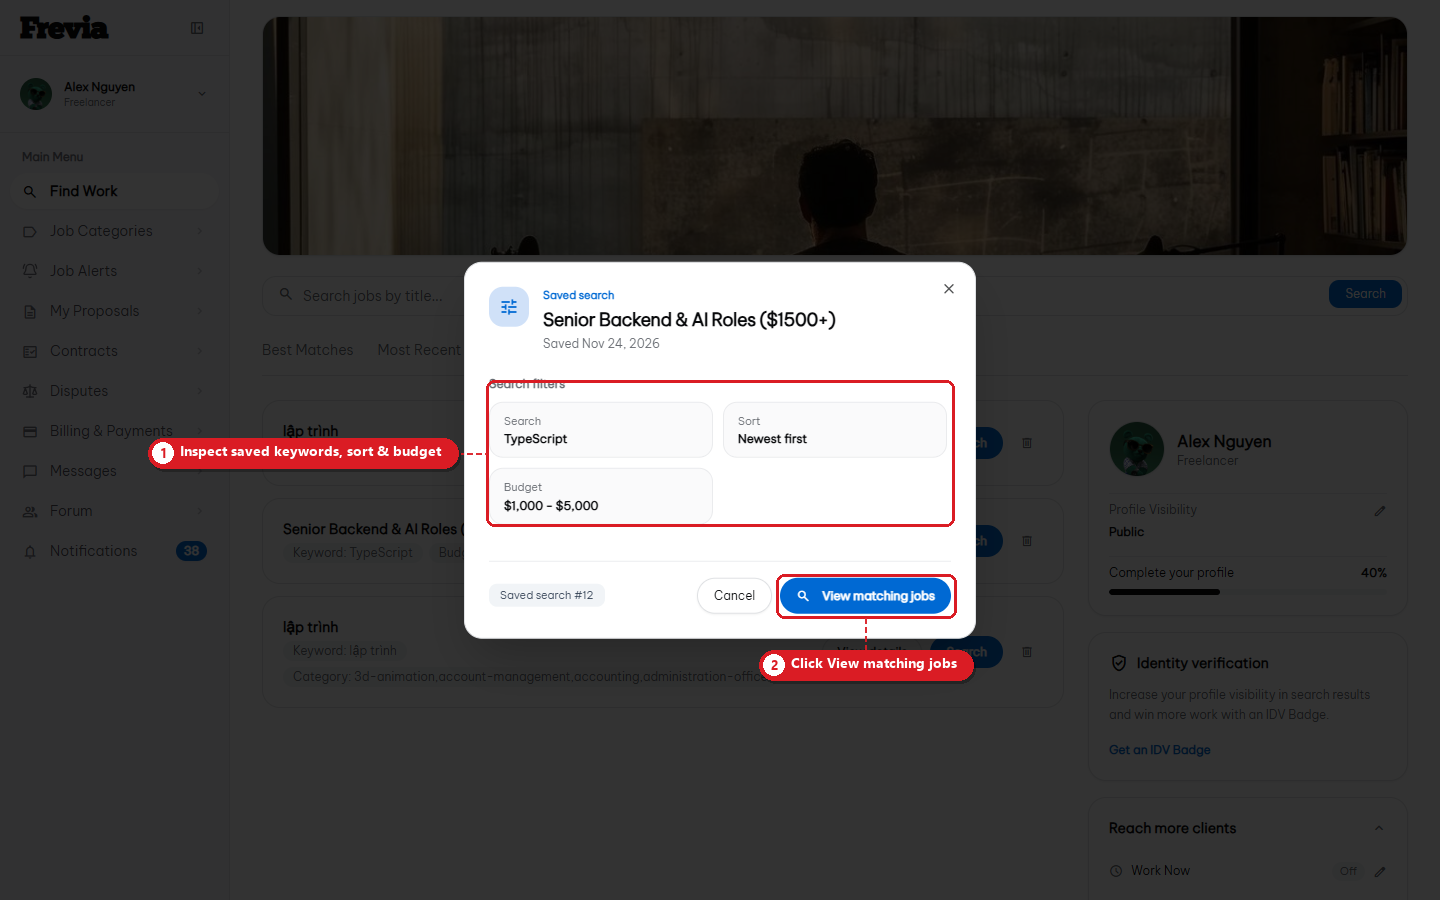 Frevia
Alex Nguyen
Freelancer
Main Menu
Find Work
Job Categories
Job Alerts
My Proposals
Contracts
Disputes
Billing & Payments
Messages
Forum
Notifications
38
Search jobs by title...
Search
Best Matches
Most Recent
lập trình
Senior Backend & AI Roles (
Keyword: TypeScript
lập trình
Keyword: lập trình
Category: 3d-animation,account-management,accounting,administration-office
Saved search
Senior Backend & AI Roles ($1500+)
Saved Nov 24, 2026
Search filters
Search
TypeScript
Sort
Newest first
Budget
$1,000 - $5,000
Saved search #12
Cancel
View matching jobs
1 Inspect saved keywords, sort & budget
2 Click View matching jobs
Alex Nguyen
Freelancer
Profile Visibility
Public
Complete your profile
40%
Identity verification
Increase your profile visibility in search results
and win more work with an IDV Badge.
Get an IDV Badge
Reach more clients
Work Now
Off